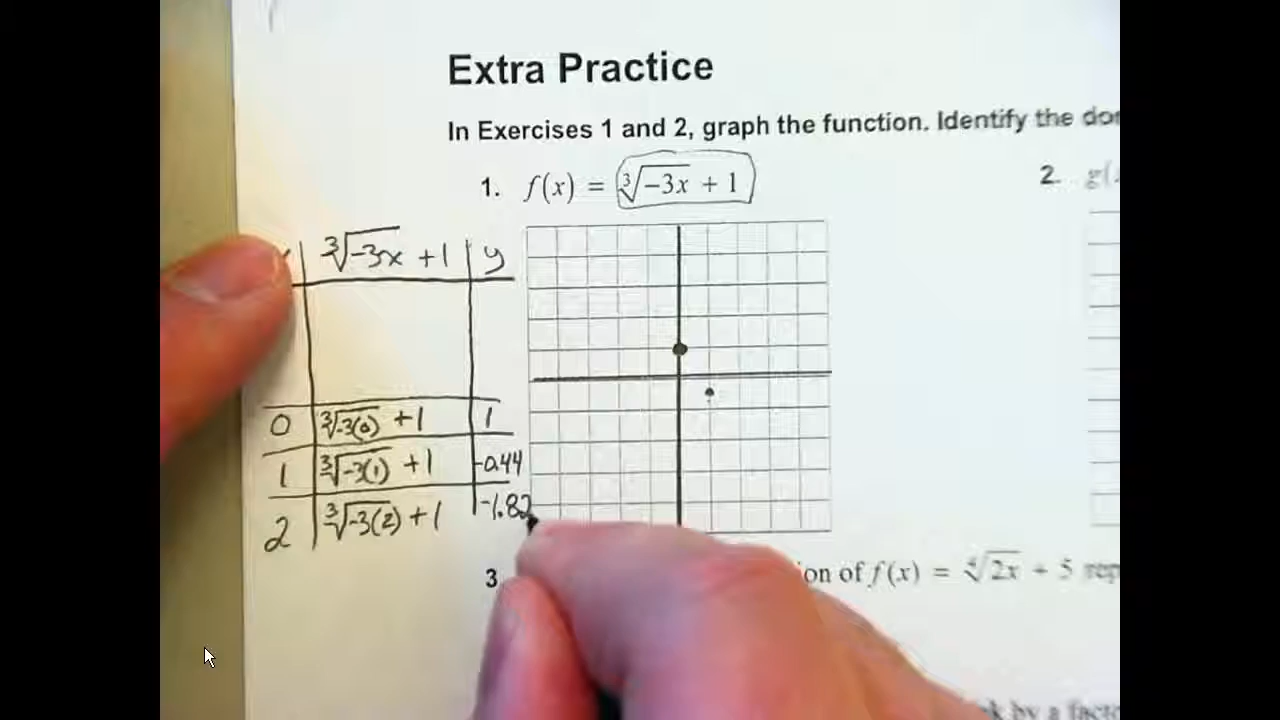 Extra Practice
In Exercises 1 and 2, graph the function. Identify the
1. f(x) = ∛(-3x) + 1
2. g(
∛(-3x) + 1 y
0 ∛(-3(0)) + 1 1
1 ∛(-3(1)) + 1 -0.44
2 ∛(-3(2)) + 1 -1.82
3
of f(x) = √2x + 5
by a